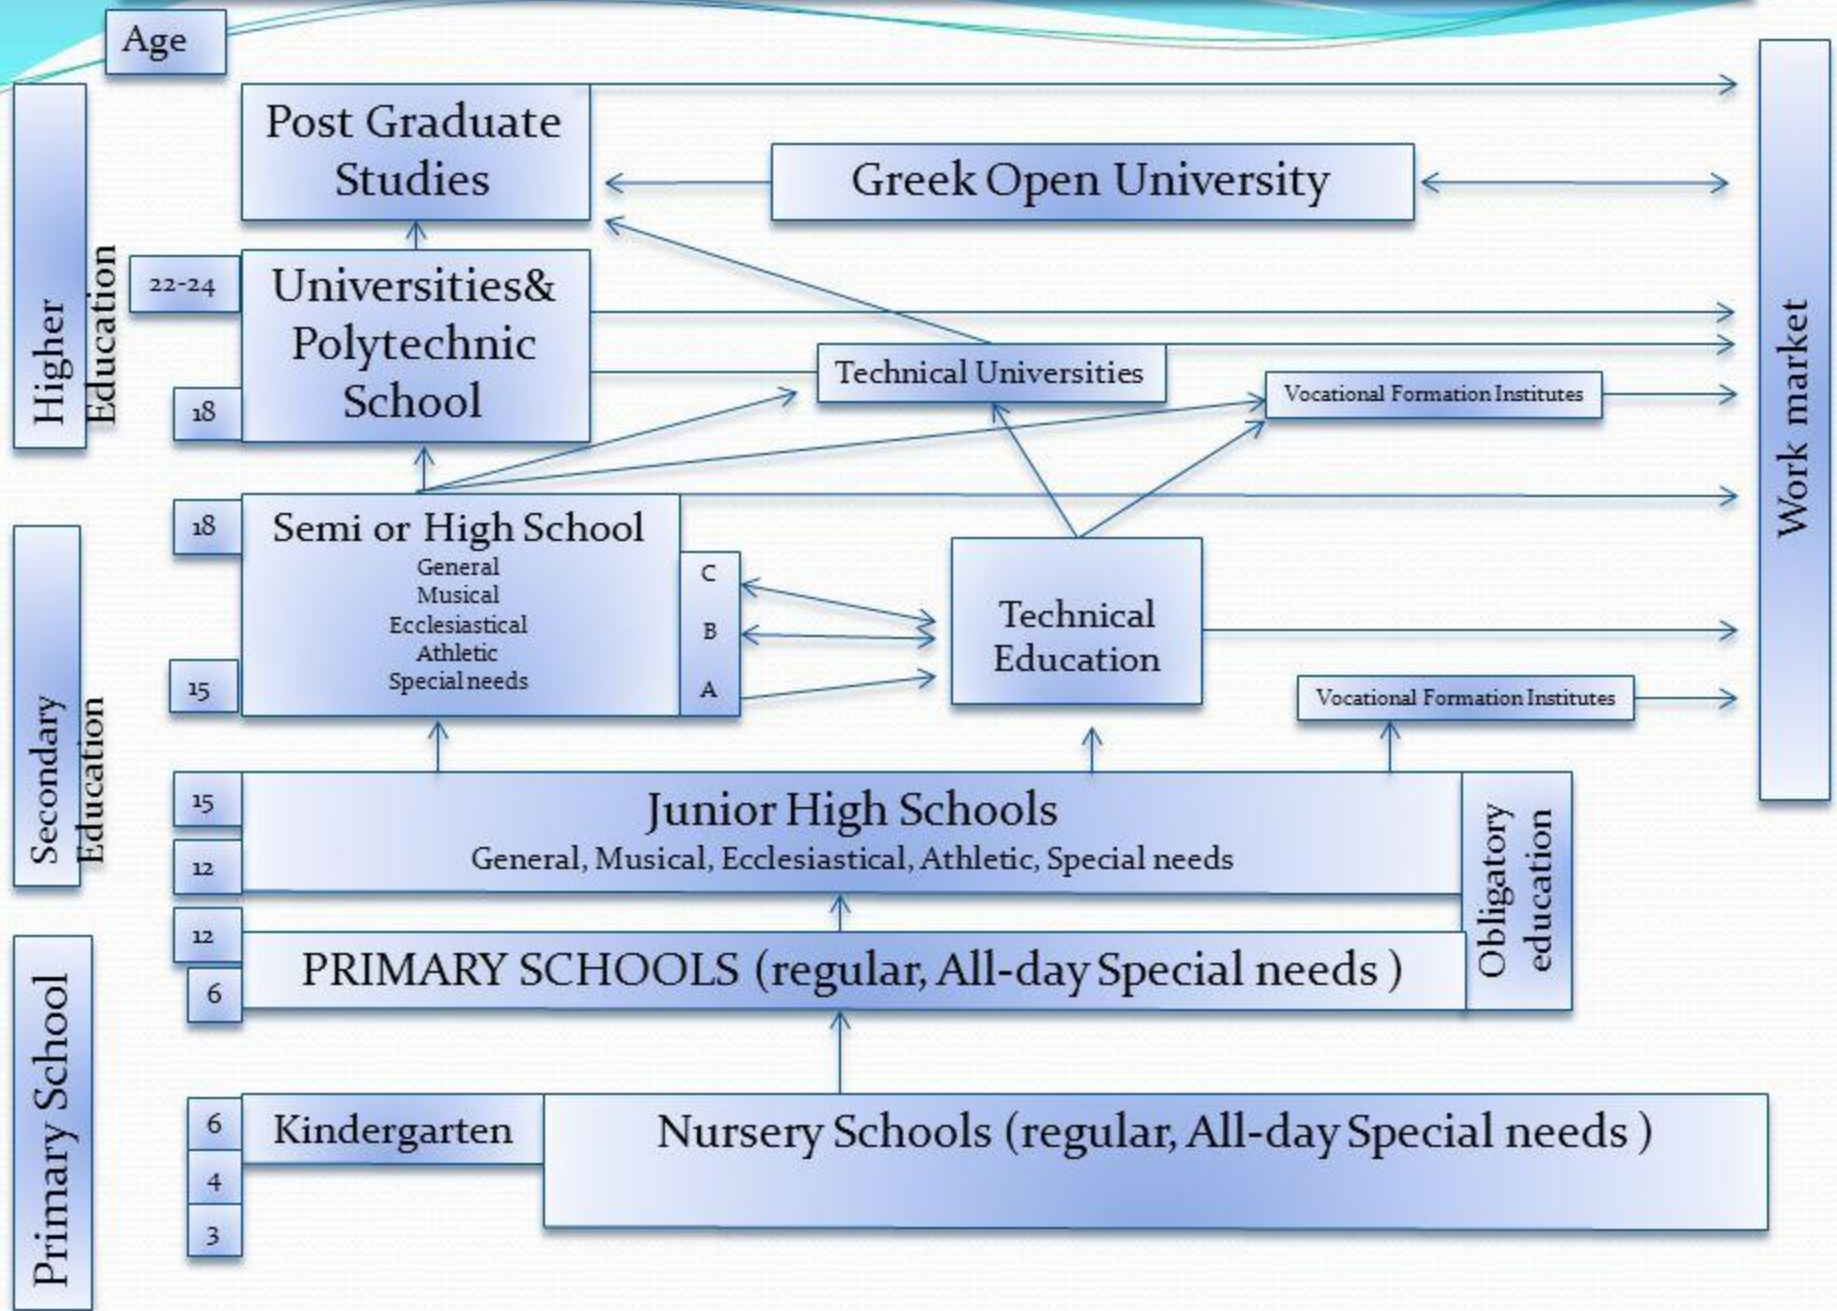 Age
Higher
Education
Post Graduate
Studies
Greek Open University
22-24
18
Universities&
Polytechnic
School
Technical Universities
Vocational Formation Institutes
Work market
Secondary
Education
18
15
Semi or High School
General
Musical
Ecclesiastical
Athletic
Special needs
C
B
A
Technical
Education
Vocational Formation Institutes
15
12
Junior High Schools
General, Musical, Ecclesiastical, Athletic, Special needs
Obligatory
education
Primary School
12
6
PRIMARY SCHOOLS (regular, All-day Special needs )
6
4
3
Kindergarten
Nursery Schools (regular, All-day Special needs )